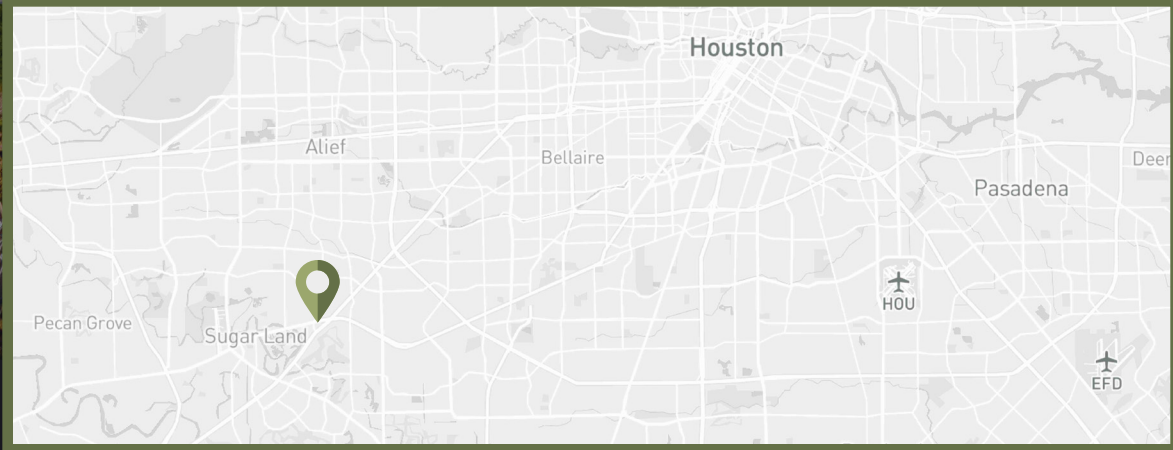 Houston
Alief
Bellaire
Deer
Pasadena
HOU
Pecan Grove
Sugar Land
EFD